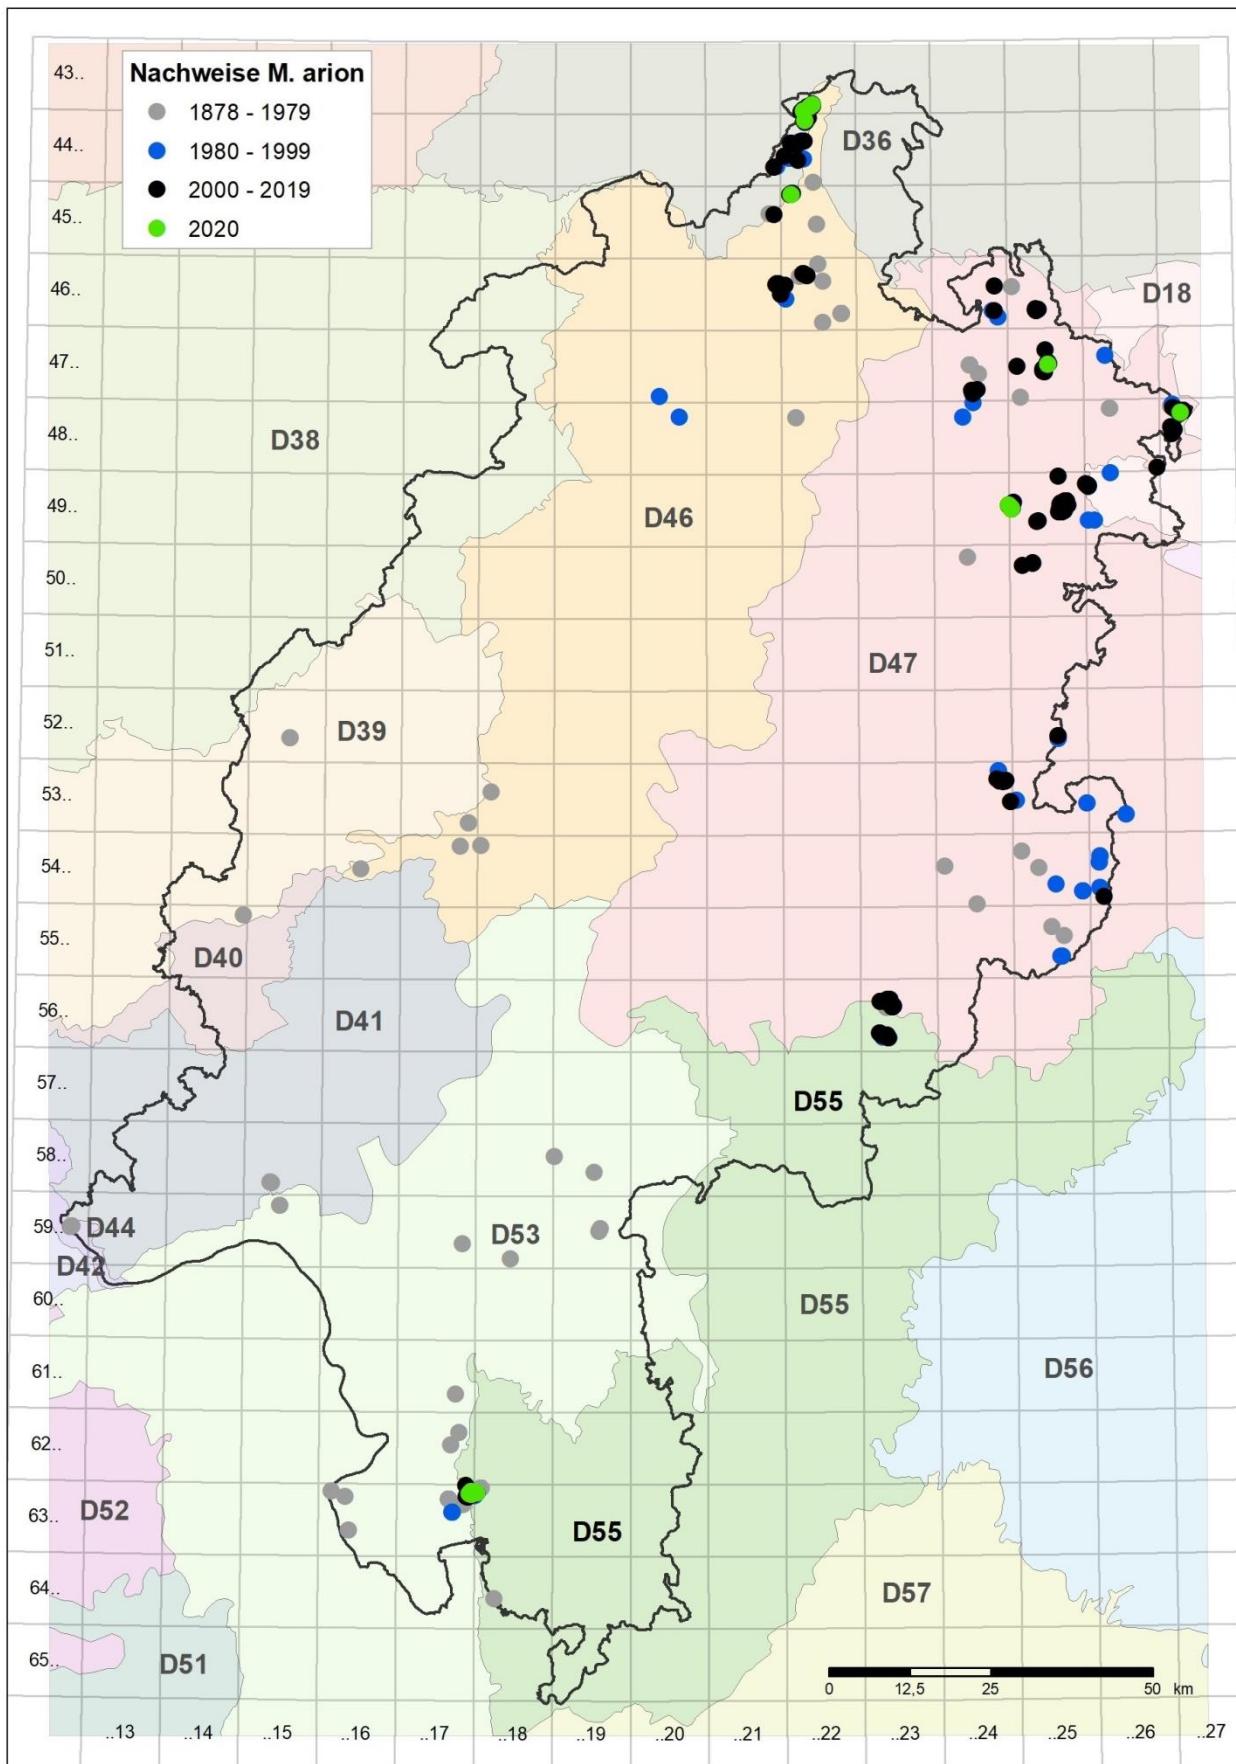 Nachweise M. arion
1878 - 1979
1980 - 1999
2000 - 2019
2020
43..
44..
45..
46..
47..
48..
49..
50..
51..
52..
53..
54..
55..
56..
57..
58..
59..
60..
61..
62..
63..
64..
65..
D36
D18
D38
D46
D47
D39
D40
D41
D55
D44
D53
D42
D55
D56
D52
D55
D57
D51
0 12,5 25 50 km
..13 ..14 ..15 ..16 ..17 ..18 ..19 ..20 ..21 ..22 ..23 ..24 ..25 ..26 ..27